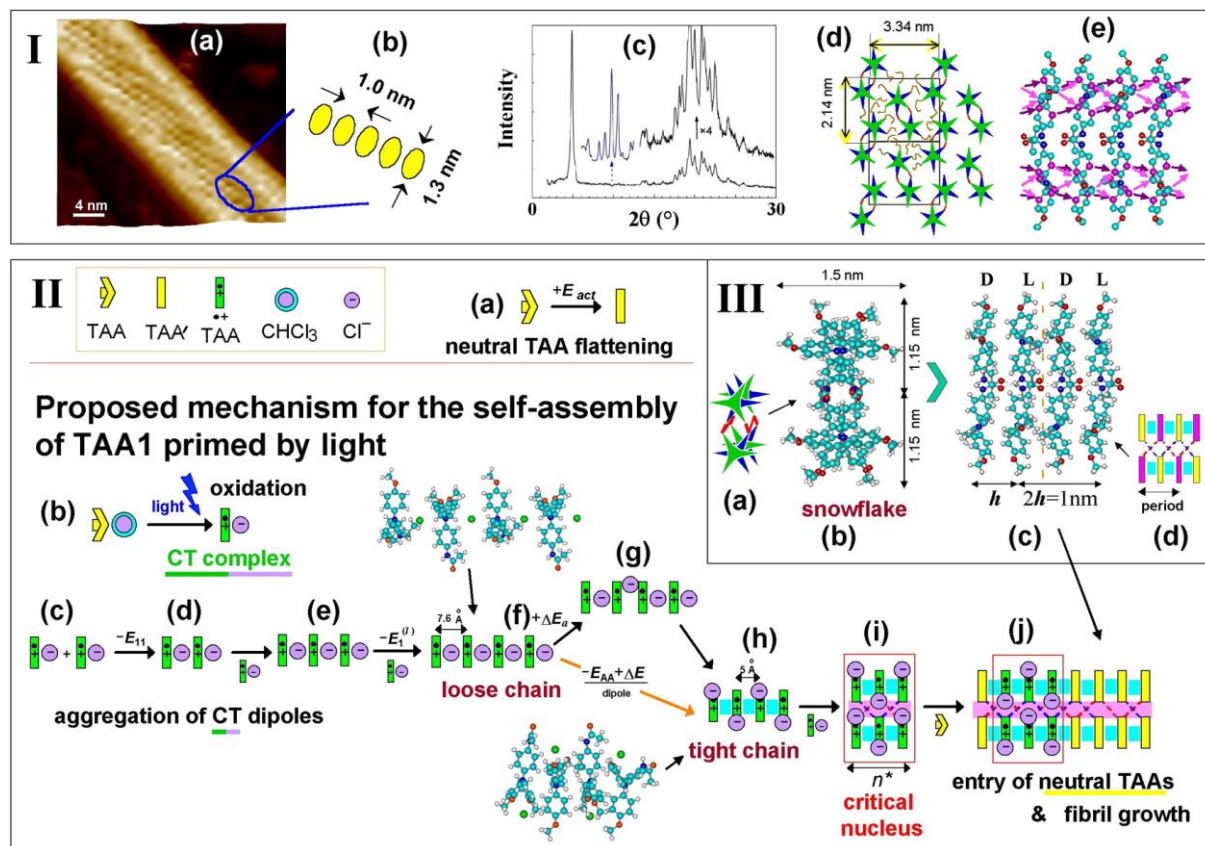 I
(a)
4 nm
(b)
1.0 nm
1.3 nm
(c)
Intensity
×4
0
30
2θ (°)
(d)
3.34 nm
2.14 nm
(e)
II
TAA
TAA′
TAA
•+
CHCl3
Cl−
(a)
+E act
neutral TAA flattening
Proposed mechanism for the self-assembly
of TAA1 primed by light
(b)
light
oxidation
CT complex
(c)
(d)
(e)
(f)
(g)
(h)
(i)
(j)
+
−E11
−E1(l)
7.6 Å
+ΔEa
−EAA+ΔE
dipole
5 Å
loose chain
aggregation of CT dipoles
tight chain
n*
critical
nucleus
entry of neutral TAAs
& fibril growth
III
1.5 nm
1.15 nm
1.15 nm
(a)
snowflake
(b)
D L D L
h
2h=1nm
(c)
period
(d)